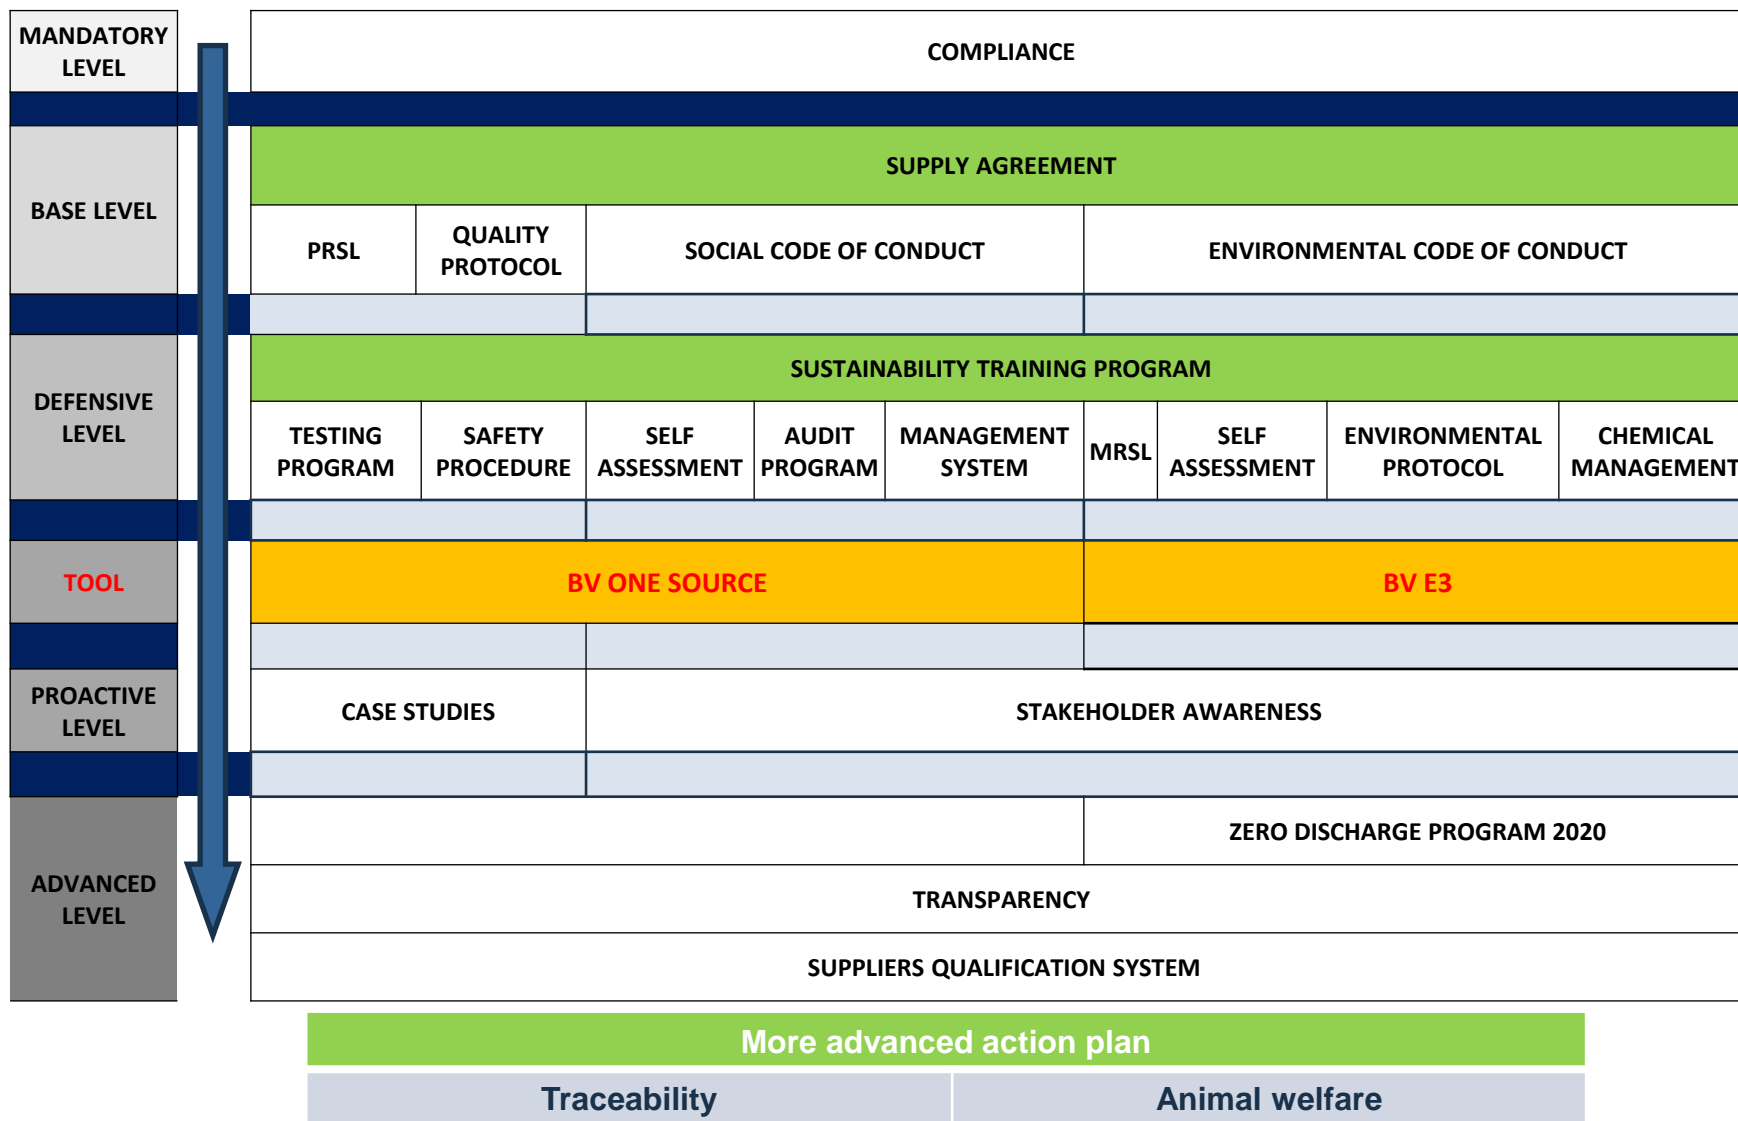 MANDATORY
LEVEL
COMPLIANCE
BASE LEVEL
SUPPLY AGREEMENT
PRSL
QUALITY
PROTOCOL
SOCIAL CODE OF CONDUCT
ENVIRONMENTAL CODE OF CONDUCT
DEFENSIVE
LEVEL
SUSTAINABILITY TRAINING PROGRAM
TESTING
PROGRAM
SAFETY
PROCEDURE
SELF
ASSESSMENT
AUDIT
PROGRAM
MANAGEMENT
SYSTEM
MRSL
SELF
ASSESSMENT
ENVIRONMENTAL
PROTOCOL
CHEMICAL
MANAGEMENT
TOOL
BV ONE SOURCE
BV E3
PROACTIVE
LEVEL
CASE STUDIES
STAKEHOLDER AWARENESS
ADVANCED
LEVEL
ZERO DISCHARGE PROGRAM 2020
TRANSPARENCY
SUPPLIERS QUALIFICATION SYSTEM
More advanced action plan
Traceability
Animal welfare